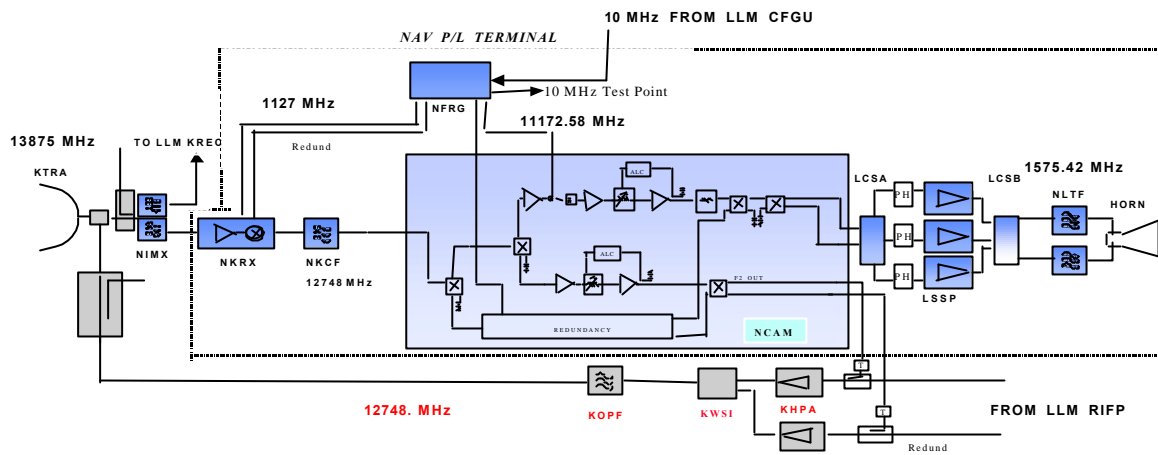 10 MHz FROM LLM CFGU
NAV P/L TERMINAL
10 MHz Test Point
NFRG
1127 MHz
11172.58 MHz
Redund
13875 MHz
TO LLM KREC
KTRA
NIMX
NKRX
NKCF
12748 MHz
ALC
ALC
F2 OUT
REDUNDANCY
NCAM
LCSA
PH
PH
PH
LSSP
LCSB
1575.42 MHz
NLTF
HORN
T
T
12748. MHz
KOPF
KWSI
KHPA
FROM LLM RIFP
Redund